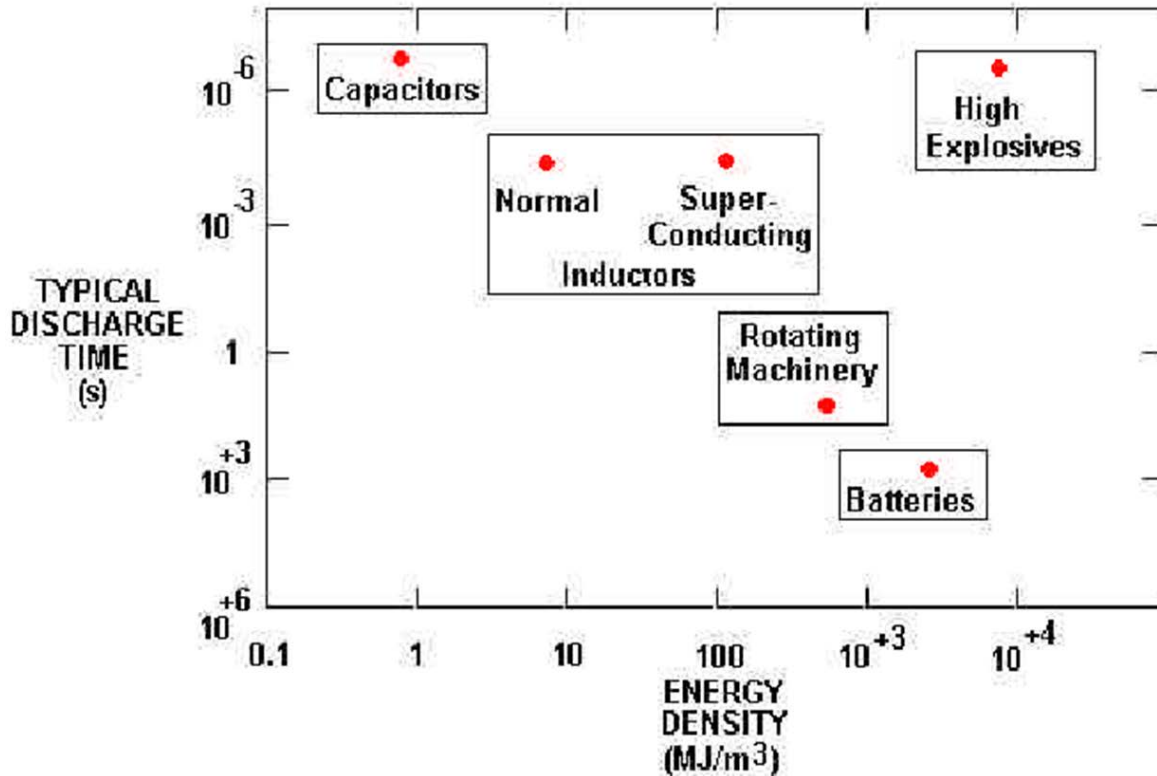 Capacitors
High
Explosives
Normal
Super-
Conducting
Inductors
Rotating
Machinery
Batteries
TYPICAL
DISCHARGE
TIME
(s)
10⁻⁶
10⁻³
1
10⁺³
10⁺⁶
0.1 1 10 100 10⁺³ 10⁺⁴
ENERGY
DENSITY
(MJ/m³)